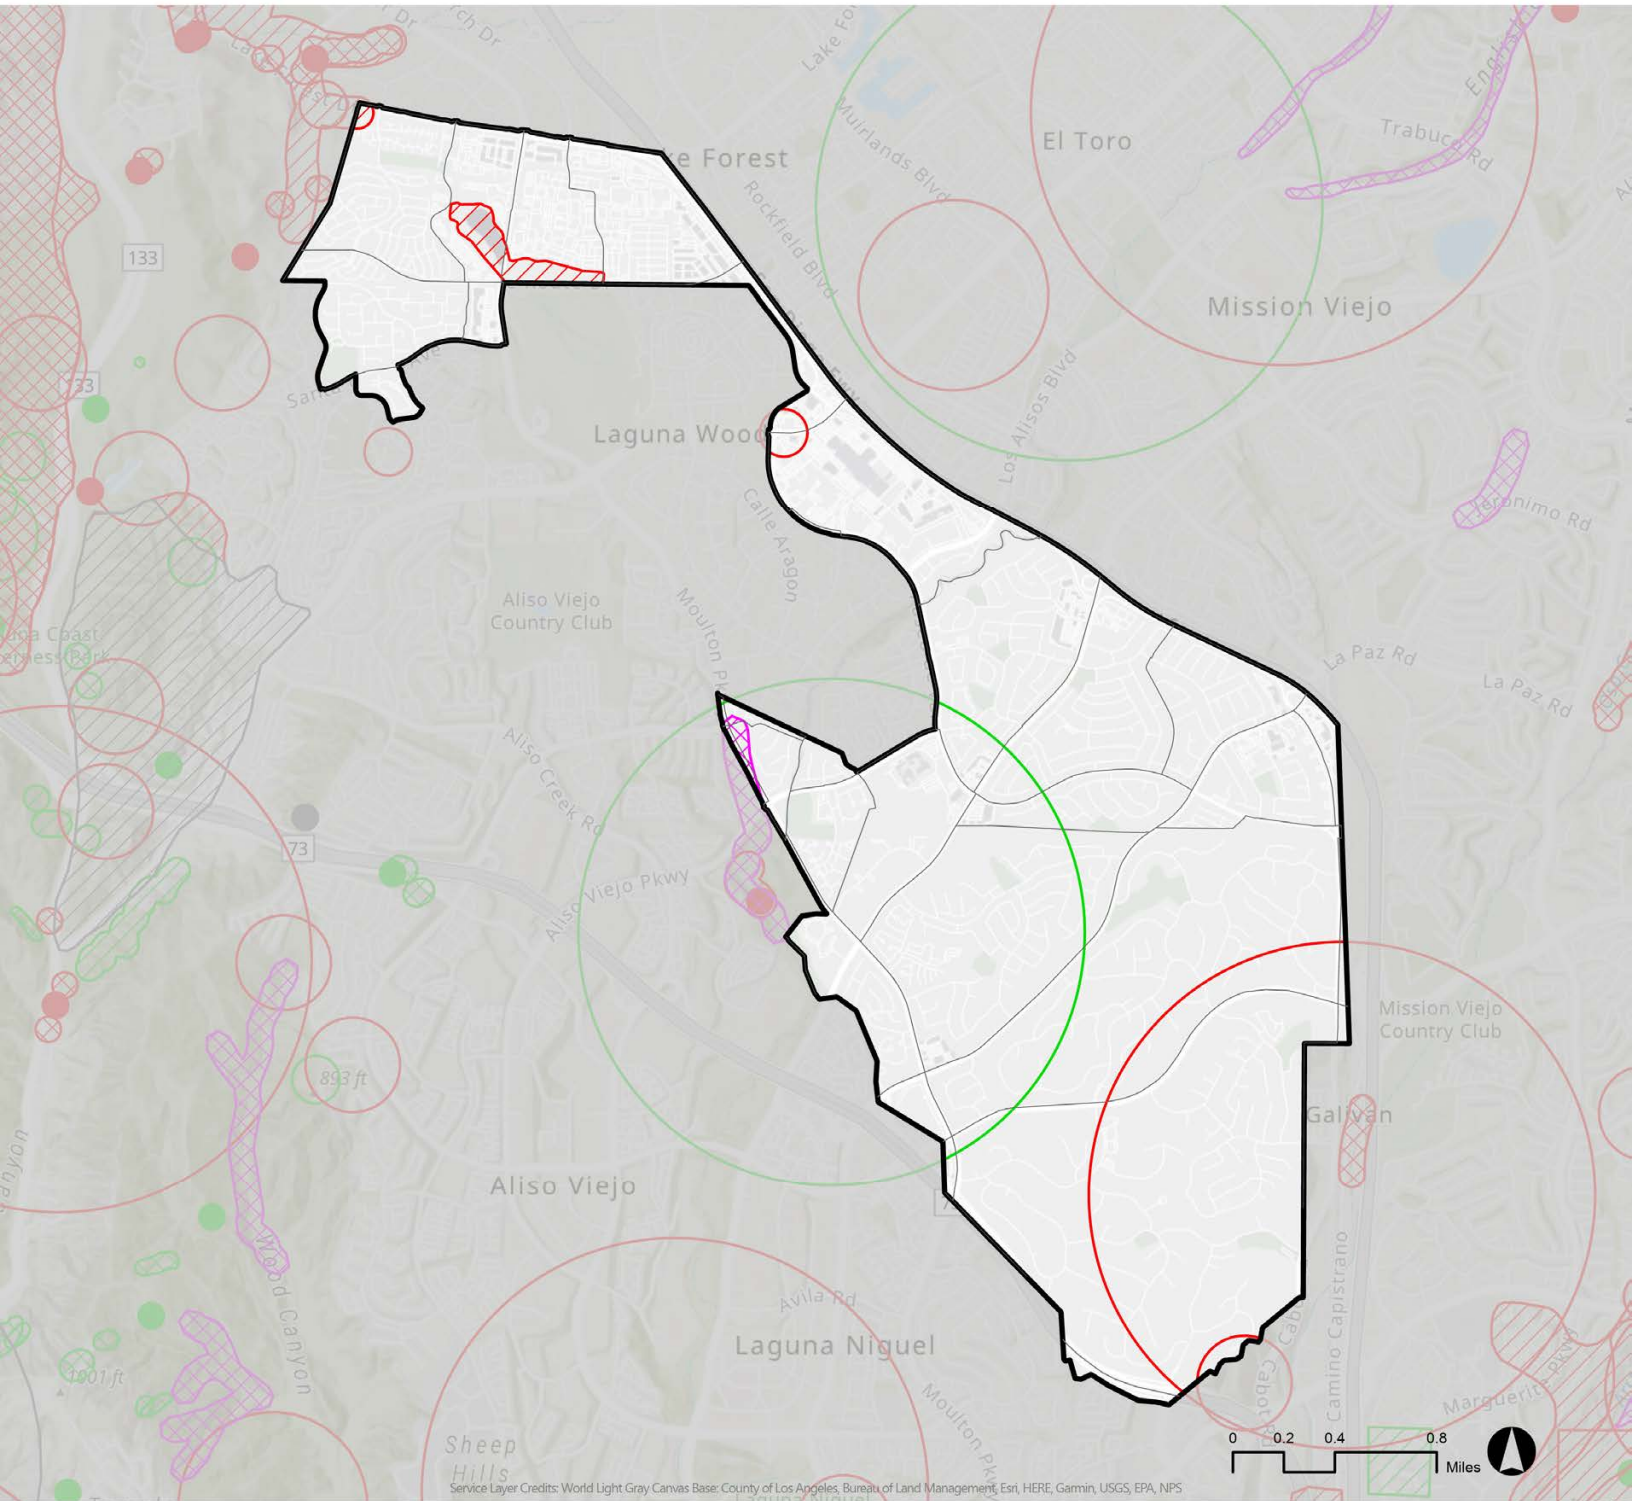 Lake Fo
El Toro
Trabuco Rd
Muirlands Blvd
ke Forest
Rockfield Blvd
133
Mission Viejo
133
Laguna Wood
Los Alisos Blvd
Jeronimo Rd
Calle Aragon
Aliso Viejo
Country Club
Moulton Pk
La Paz Rd
La Paz Rd
Aliso Creek Rd
73
Aliso Viejo Pkwy
Mission Viejo
Country Club
893 ft
Galivan
Aliso Viejo
Wood Canyon
Avila Rd
Laguna Niguel
Camino Capistrano
Cabot
Marguerite Pkwy
Moulton Pkwy
1001 ft
Sheep
Hills
0 0.2 0.4 0.8
Miles
Service Layer Credits: World Light Gray Canvas Base: County of Los Angeles, Bureau of Land Management, Esri, HERE, Garmin, USGS, EPA, NPS
Laguna Niguel